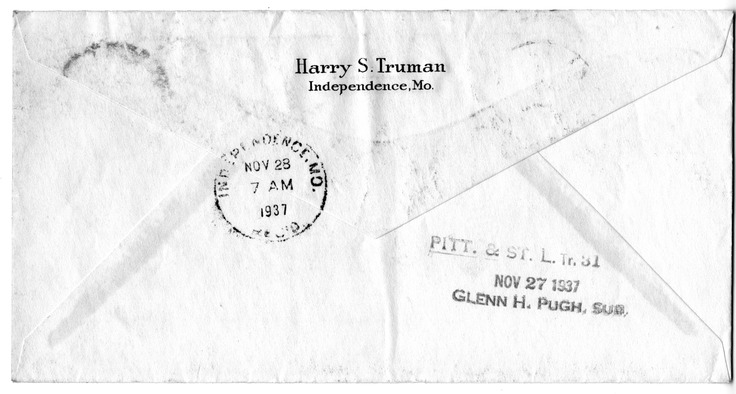 Harry S. Truman
Independence, Mo.
INDEPENDENCE, MO.
NOV 28
7 AM
1937
REC'D.
PITT. & ST. L. Tr. 31
NOV 27 1937
GLENN H. PUGH, SUB.